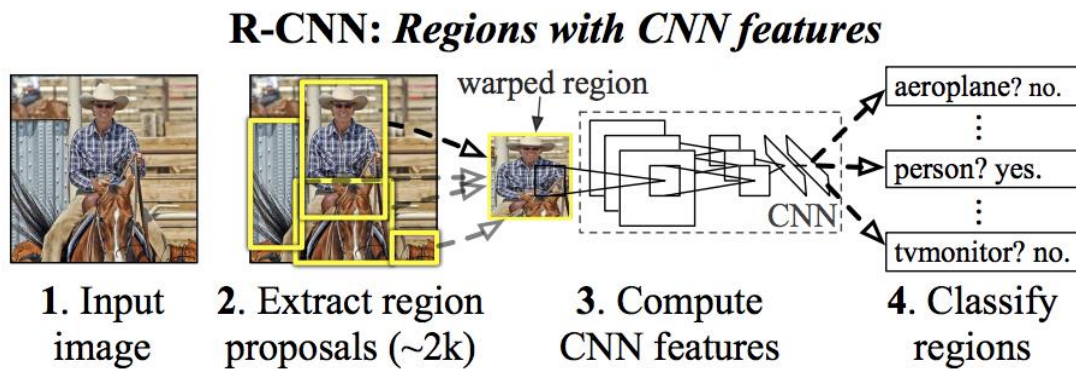 R-CNN: Regions with CNN features
warped region
aeroplane? no.
person? yes.
tvmonitor? no.
CNN
1. Input
image
2. Extract region
proposals (~2k)
3. Compute
CNN features
4. Classify
regions